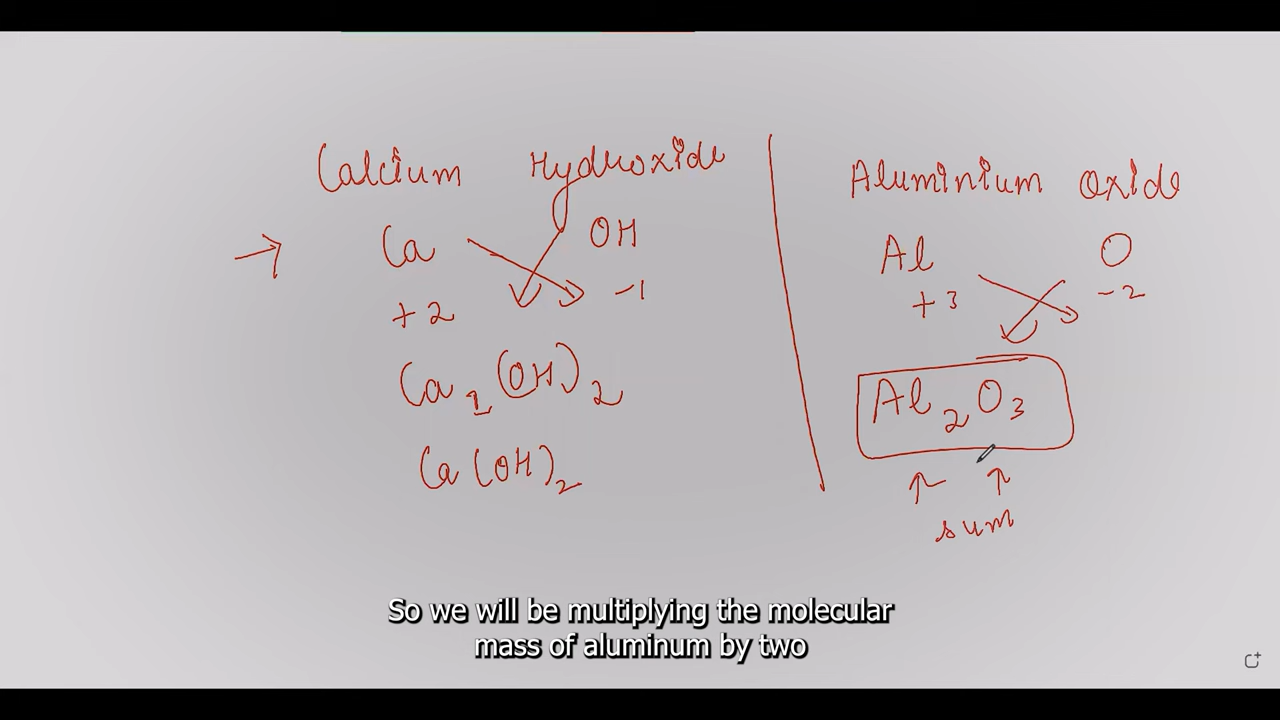 Calcium Hydroxide
Ca OH
+2 -1
Ca1(OH)2
Ca(OH)2
Aluminium Oxide
Al O
+3 -2
Al2O3
sum
So we will be multiplying the molecular
mass of aluminum by two